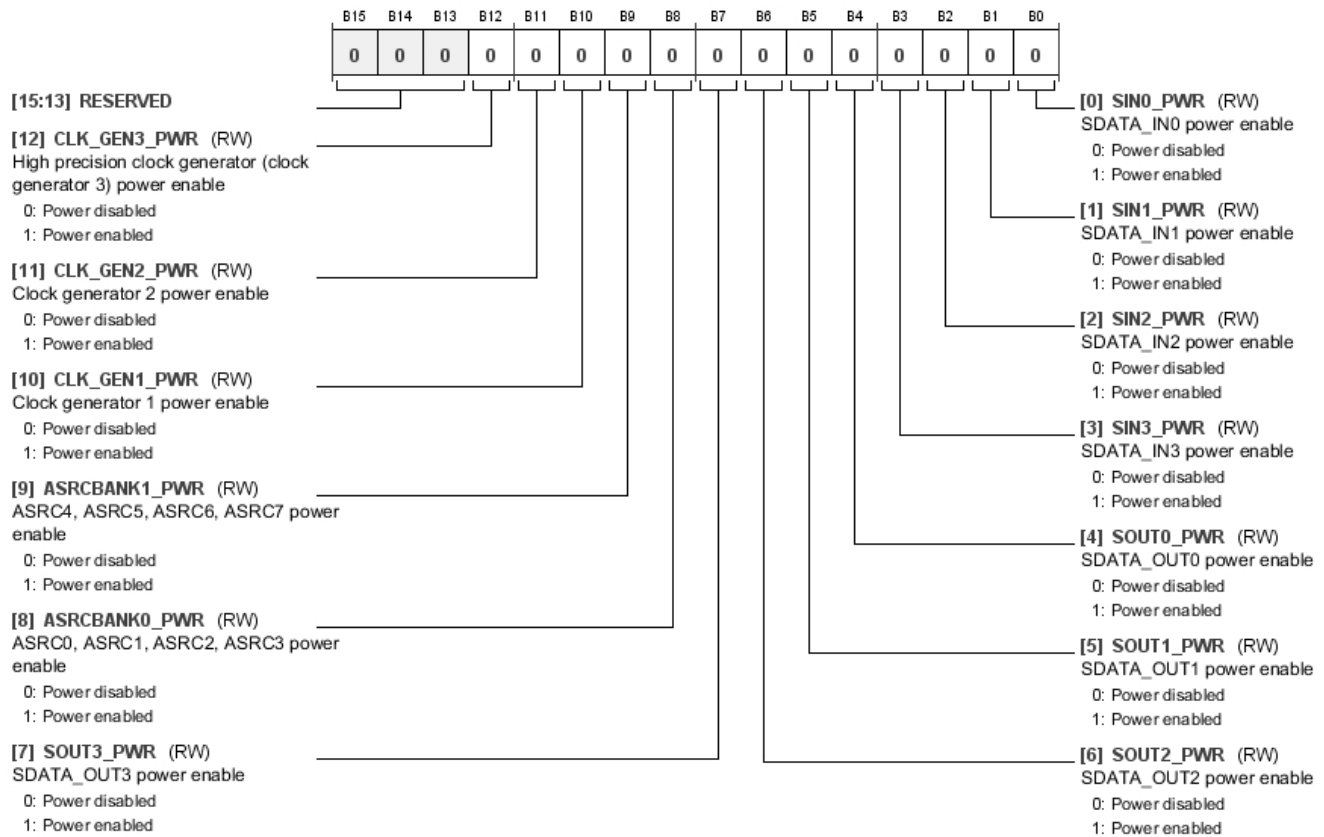 B15 B14 B13 B12 B11 B10 B9 B8 B7 B6 B5 B4 B3 B2 B1 B0
0 0 0 0 0 0 0 0 0 0 0 0 0 0 0 0
[15:13] RESERVED
[12] CLK_GEN3_PWR (RW)
High precision clock generator (clock
generator 3) power enable
0: Power disabled
1: Power enabled
[11] CLK_GEN2_PWR (RW)
Clock generator 2 power enable
0: Power disabled
1: Power enabled
[10] CLK_GEN1_PWR (RW)
Clock generator 1 power enable
0: Power disabled
1: Power enabled
[9] ASRCBANK1_PWR (RW)
ASRC4, ASRC5, ASRC6, ASRC7 power
enable
0: Power disabled
1: Power enabled
[8] ASRCBANK0_PWR (RW)
ASRC0, ASRC1, ASRC2, ASRC3 power
enable
0: Power disabled
1: Power enabled
[7] SOUT3_PWR (RW)
SDATA_OUT3 power enable
0: Power disabled
1: Power enabled
[0] SIN0_PWR (RW)
SDATA_IN0 power enable
0: Power disabled
1: Power enabled
[1] SIN1_PWR (RW)
SDATA_IN1 power enable
0: Power disabled
1: Power enabled
[2] SIN2_PWR (RW)
SDATA_IN2 power enable
0: Power disabled
1: Power enabled
[3] SIN3_PWR (RW)
SDATA_IN3 power enable
0: Power disabled
1: Power enabled
[4] SOUT0_PWR (RW)
SDATA_OUT0 power enable
0: Power disabled
1: Power enabled
[5] SOUT1_PWR (RW)
SDATA_OUT1 power enable
0: Power disabled
1: Power enabled
[6] SOUT2_PWR (RW)
SDATA_OUT2 power enable
0: Power disabled
1: Power enabled